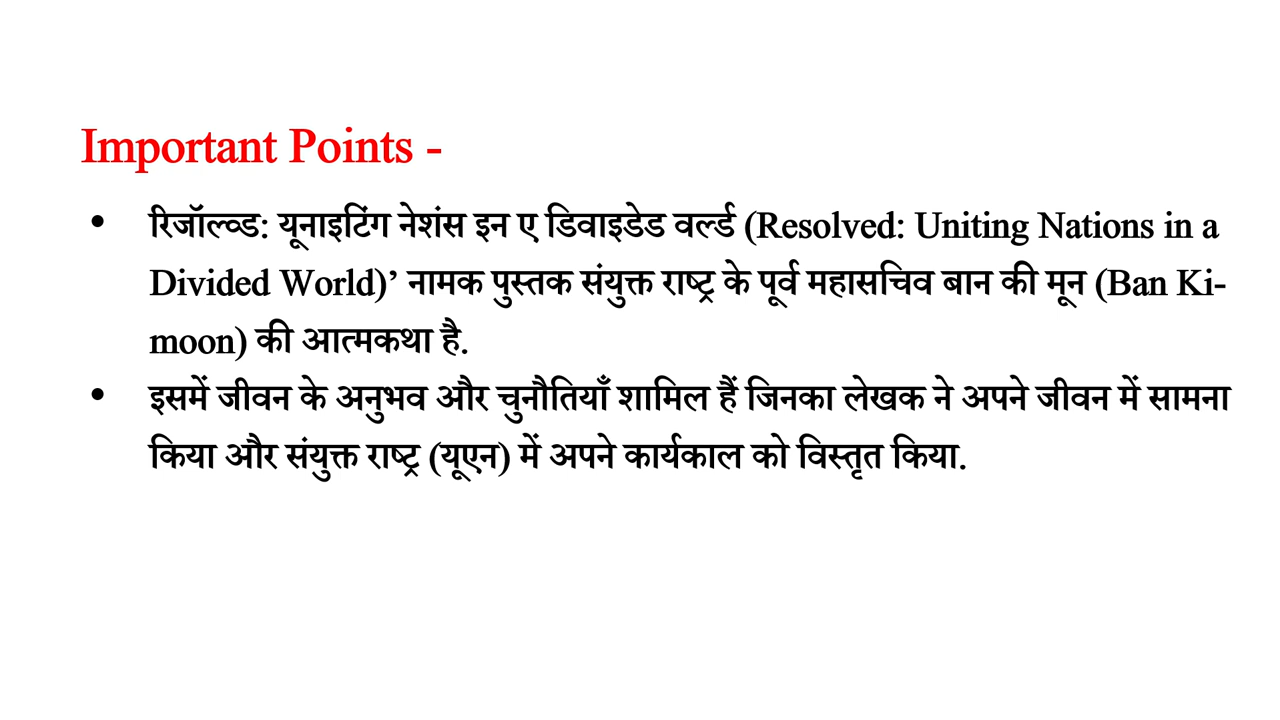 Important Points -
• रिजॉल्व्ड: यूनाइटिंग नेशंस इन ए डिवाइडेड वर्ल्ड (Resolved: Uniting Nations in a
Divided World)’ नामक पुस्तक संयुक्त राष्ट्र के पूर्व महासचिव बान की मून (Ban Ki-
moon) की आत्मकथा है.
• इसमें जीवन के अनुभव और चुनौतियाँ शामिल हैं जिनका लेखक ने अपने जीवन में सामना
किया और संयुक्त राष्ट्र (यूएन) में अपने कार्यकाल को विस्तृत किया.